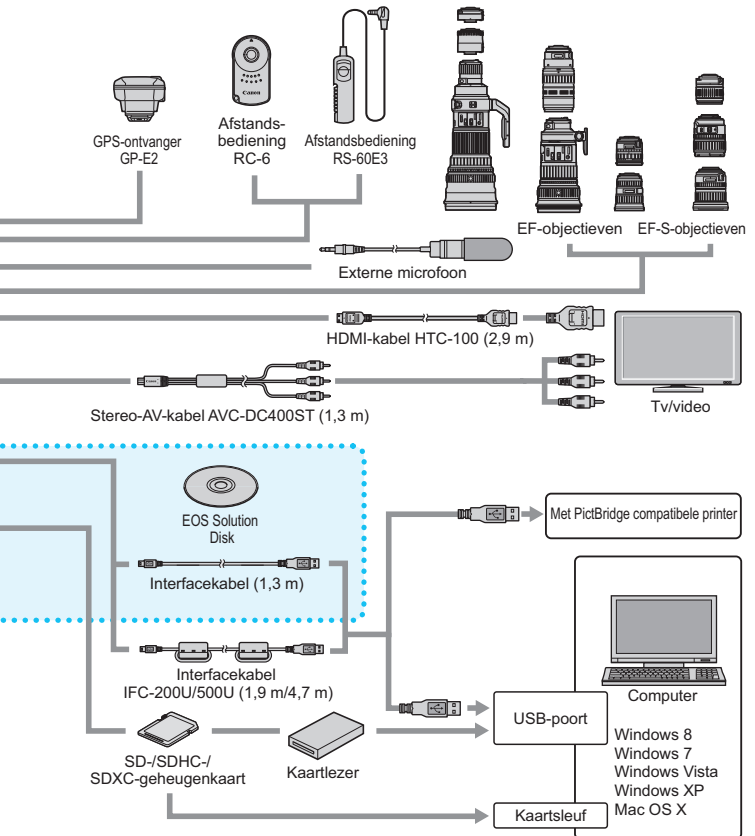 GPS-ontvanger
GP-E2
Canon
Afstands-
bediening
RC-6
Afstandsbediening
RS-60E3
EF-objectieven
EF-S-objectieven
Externe microfoon
HDMI-kabel HTC-100 (2,9 m)
Stereo-AV-kabel AVC-DC400ST (1,3 m)
Tv/video
EOS Solution
Disk
Interfacekabel (1,3 m)
Met PictBridge compatibele printer
Interfacekabel
IFC-200U/500U (1,9 m/4,7 m)
Computer
USB-poort
Windows 8
Windows 7
Windows Vista
Windows XP
Mac OS X
SD-/SDHC-/
SDXC-geheugenkaart
Kaartlezer
Kaartsleuf